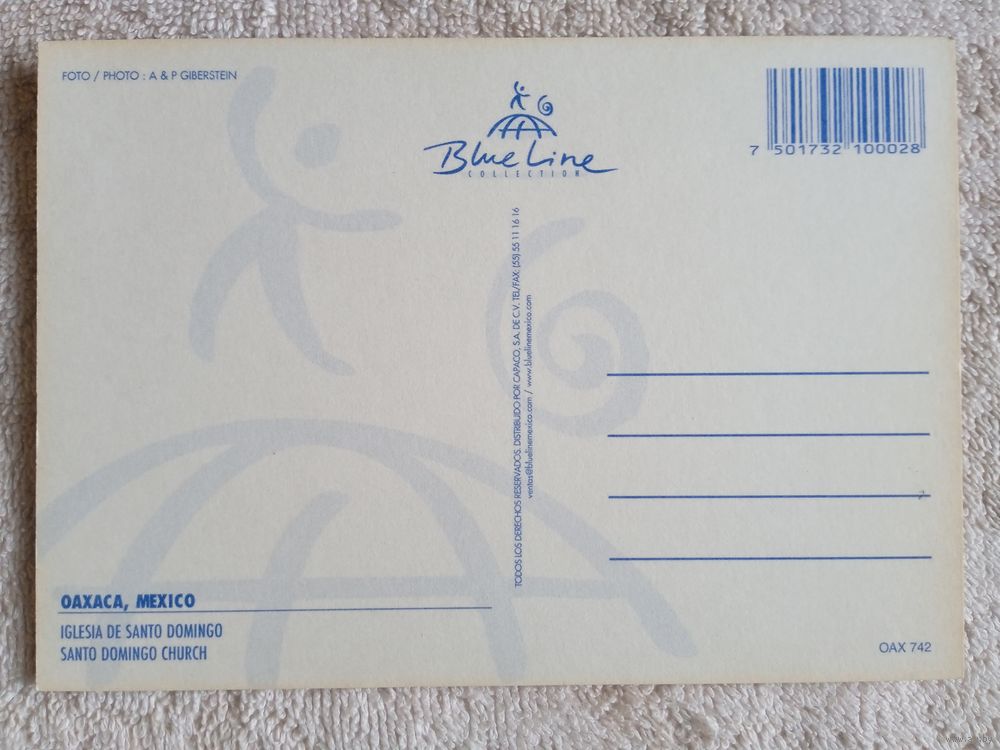 FOTO / PHOTO : A & P GIBERSTEIN
Blue Line
COLLECTION
7 501732 100028
TODOS LOS DERECHOS RESERVADOS. DISTRIBUIDO POR CAPACO, S.A. DE C.V. TEL/FAX: (55) 55 11 16 16
ventas@bluelinemexico.com / www.bluelinemexico.com
OAXACA, MEXICO
IGLESIA DE SANTO DOMINGO
SANTO DOMINGO CHURCH
OAX 742